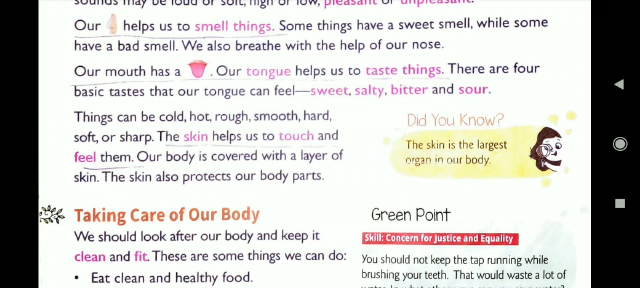 sounds may be loud or soft, high or low, pleasant or unpleasant.
Our helps us to smell things. Some things have a sweet smell, while some
have a bad smell. We also breathe with the help of our nose.
Our mouth has a . Our tongue helps us to taste things. There are four
basic tastes that our tongue can feel—sweet, salty, bitter and sour.
Things can be cold, hot, rough, smooth, hard,
soft, or sharp. The skin helps us to touch and
feel them. Our body is covered with a layer of
skin. The skin also protects our body parts.
Did You Know?
The skin is the largest
organ in our body.
Taking Care of Our Body
We should look after our body and keep it
clean and fit. These are some things we can do:
• Eat clean and healthy food.
Green Point
Skill: Concern for Justice and Equality
You should not keep the tap running while
brushing your teeth. That would waste a lot of